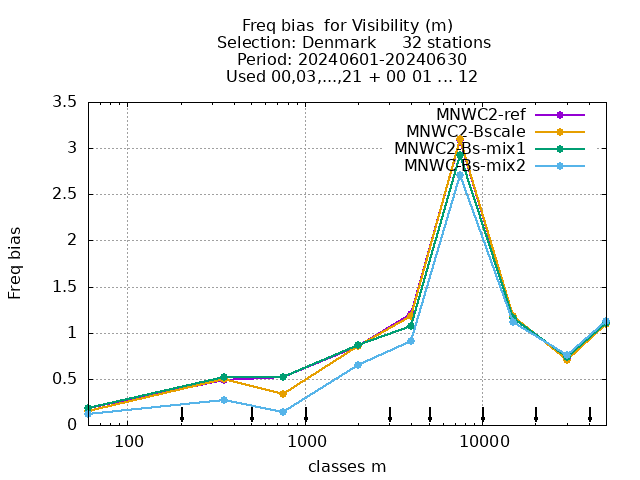 Freq bias  for Visibility (m)
Selection: Denmark     32 stations
Period: 20240601-20240630
Used 00,03,...,21 + 00 01 ... 12
MNWC2-ref
MNWC2-Bscale
MNWC2-Bs-mix1
MNWC-Bs-mix2
3.5
3
2.5
2
1.5
1
0.5
0
Freq bias
100
1000
10000
classes m